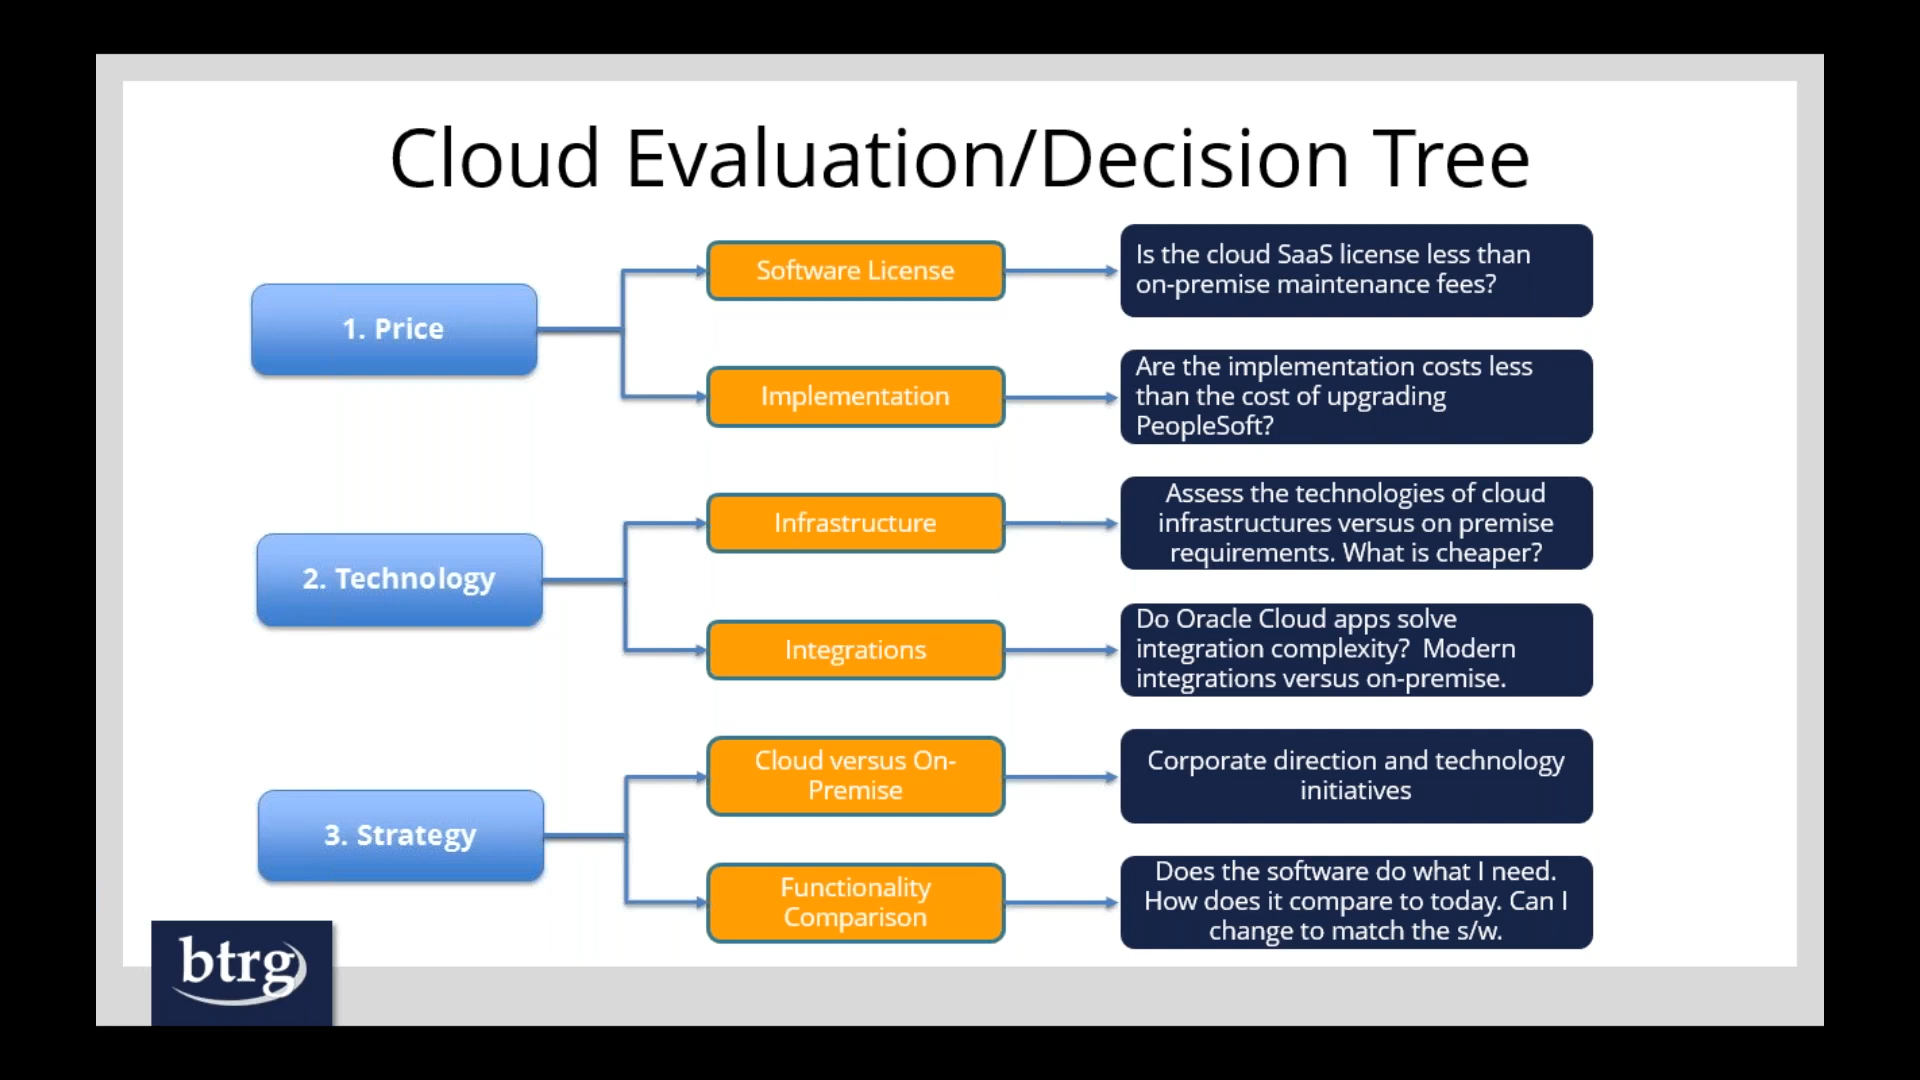 Cloud Evaluation/Decision Tree
1. Price
Software License
Is the cloud SaaS license less than
on-premise maintenance fees?
Implementation
Are the implementation costs less
than the cost of upgrading
PeopleSoft?
2. Technology
Infrastructure
Assess the technologies of cloud
infrastructures versus on premise
requirements. What is cheaper?
Integrations
Do Oracle Cloud apps solve
integration complexity?  Modern
integrations versus on-premise.
3. Strategy
Cloud versus On-
Premise
Corporate direction and technology
initiatives
Functionality
Comparison
Does the software do what I need.
How does it compare to today. Can I
change to match the s/w.
btrg